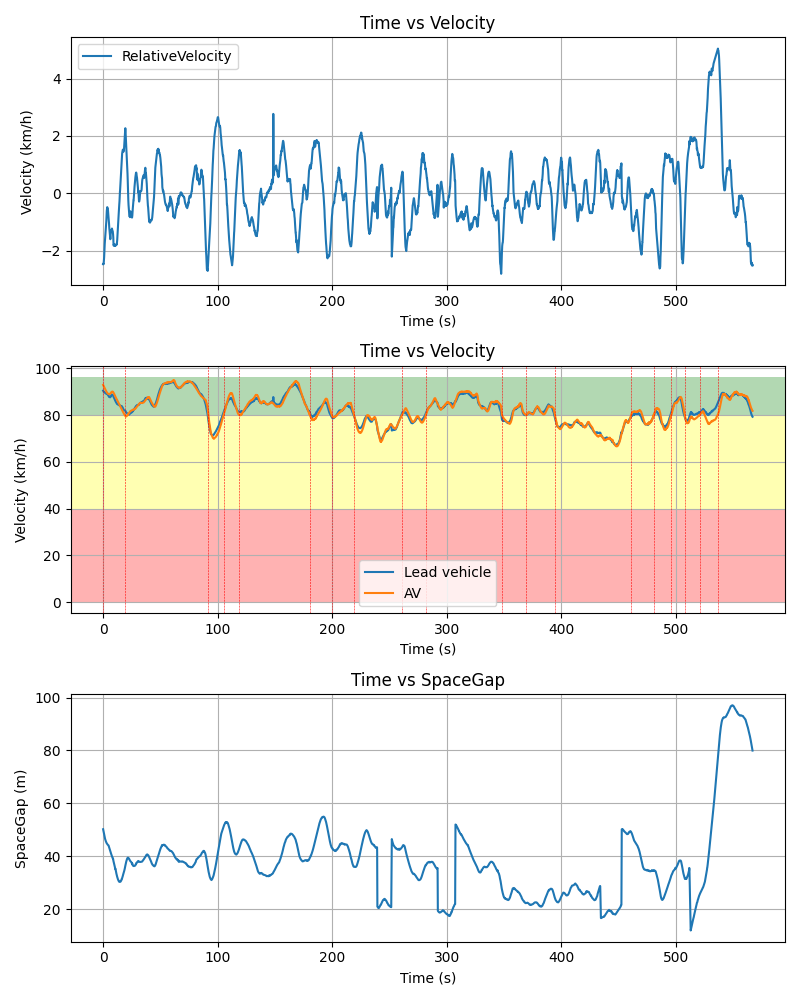 Time vs Velocity
RelativeVelocity
Velocity (km/h)
4
2
0
−2
0 100 200 300 400 500
Time (s)
Time vs Velocity
Velocity (km/h)
100
80
60
40
20
0
Lead vehicle
AV
0 100 200 300 400 500
Time (s)
Time vs SpaceGap
SpaceGap (m)
100
80
60
40
20
0 100 200 300 400 500
Time (s)